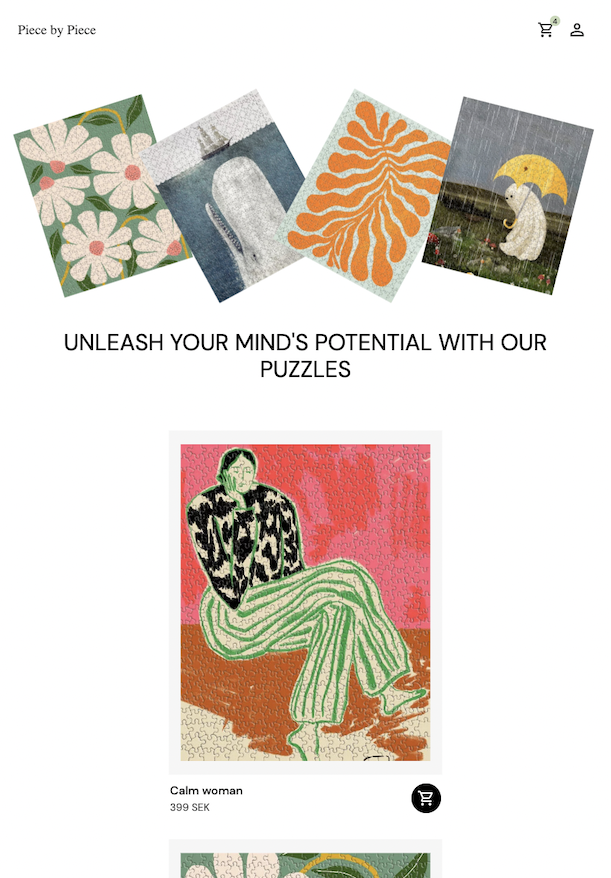 Piece by Piece
4
UNLEASH YOUR MIND'S POTENTIAL WITH OUR
PUZZLES
Calm woman
399 SEK